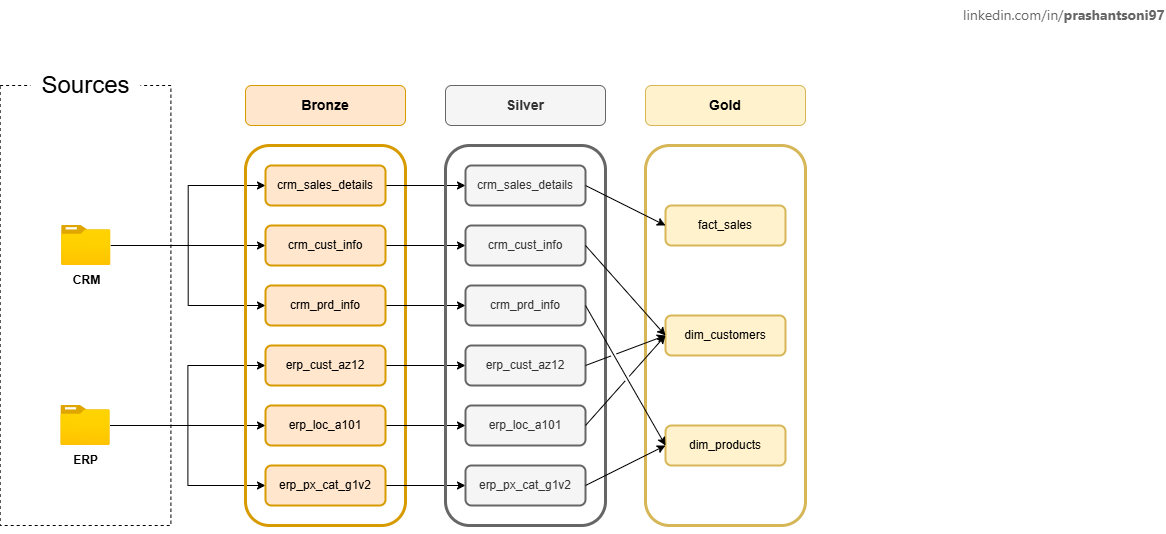 linkedin.com/in/prashantsoni97
Sources
Bronze
Silver
Gold
crm_sales_details
crm_sales_details
fact_sales
crm_cust_info
crm_cust_info
CRM
crm_prd_info
crm_prd_info
dim_customers
erp_cust_az12
erp_cust_az12
erp_loc_a101
erp_loc_a101
dim_products
ERP
erp_px_cat_g1v2
erp_px_cat_g1v2